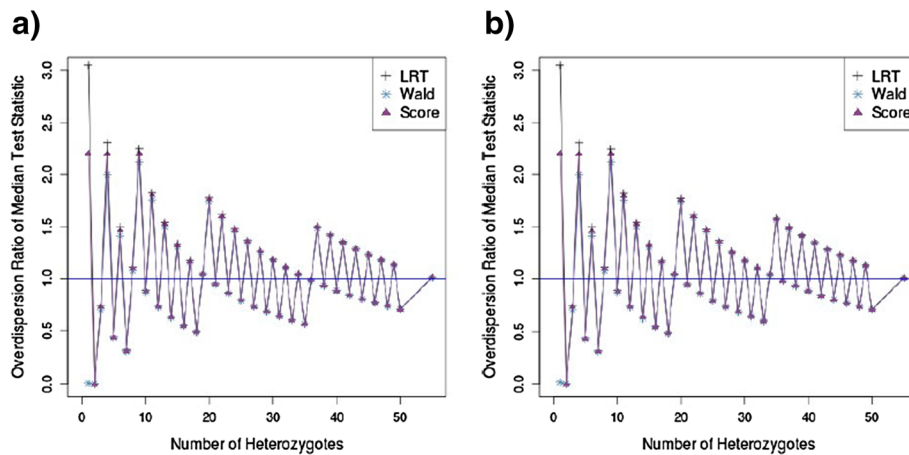 a)
Overdispersion Ratio of Median Test Statistic
3.0
2.5
2.0
1.5
1.0
0.5
0.0
LRT
Wald
Score
0 10 20 30 40 50
Number of Heterozygotes
b)
Overdispersion Ratio of Median Test Statistic
3.0
2.5
2.0
1.5
1.0
0.5
0.0
LRT
Wald
Score
0 10 20 30 40 50
Number of Heterozygotes